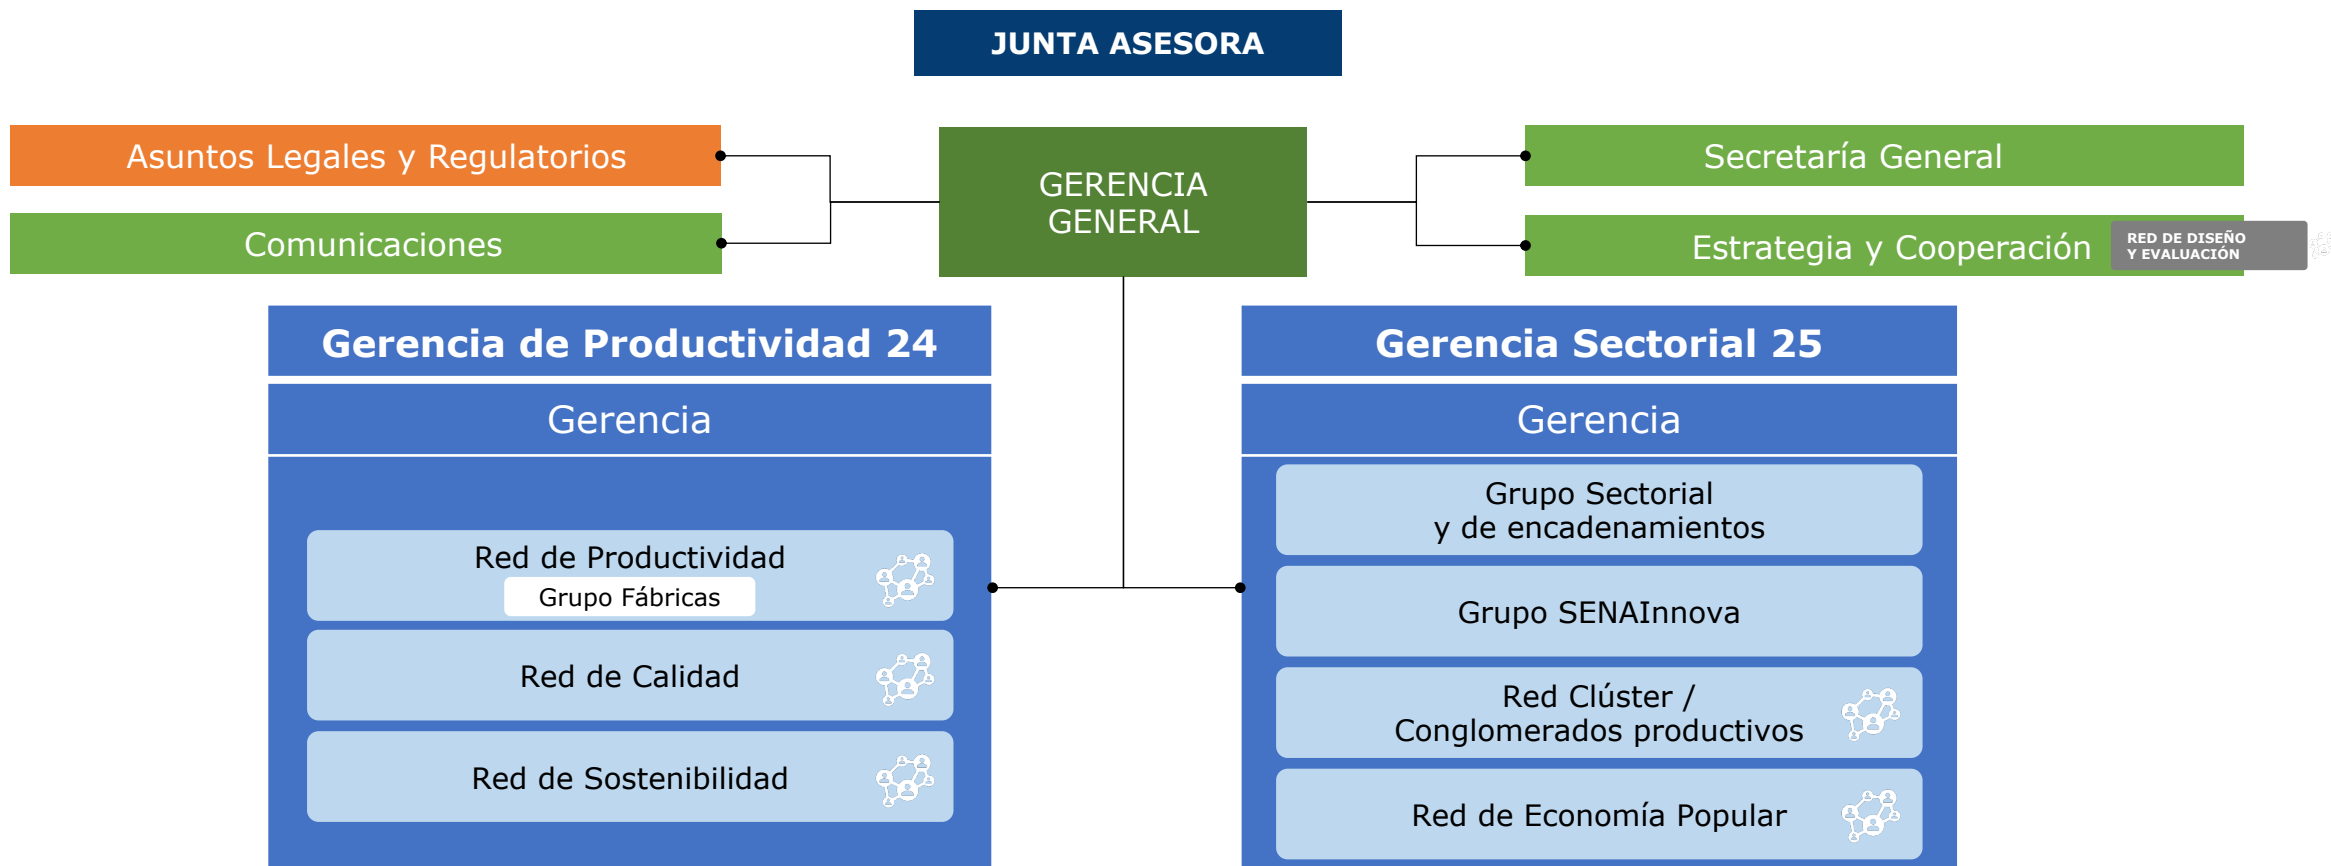 JUNTA ASESORA
Asuntos Legales y Regulatorios
Comunicaciones
GERENCIA
GENERAL
Secretaría General
Estrategia y Cooperación
RED DE DISEÑO
Y EVALUACIÓN
Gerencia de Productividad 24
Gerencia
Red de Productividad
Grupo Fábricas
Red de Calidad
Red de Sostenibilidad
Gerencia Sectorial 25
Gerencia
Grupo Sectorial
y de encadenamientos
Grupo SENAInnova
Red Clúster /
Conglomerados productivos
Red de Economía Popular